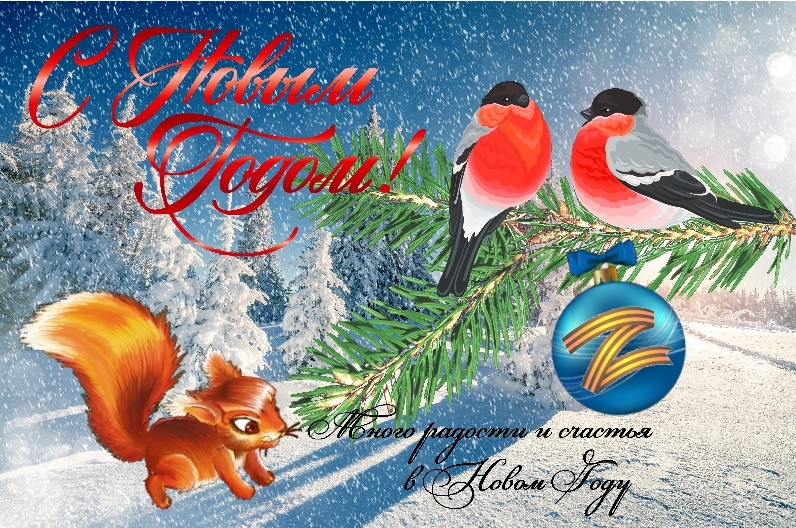 С Новым
Годом!
Z
Много радости и счастья
в Новом Году